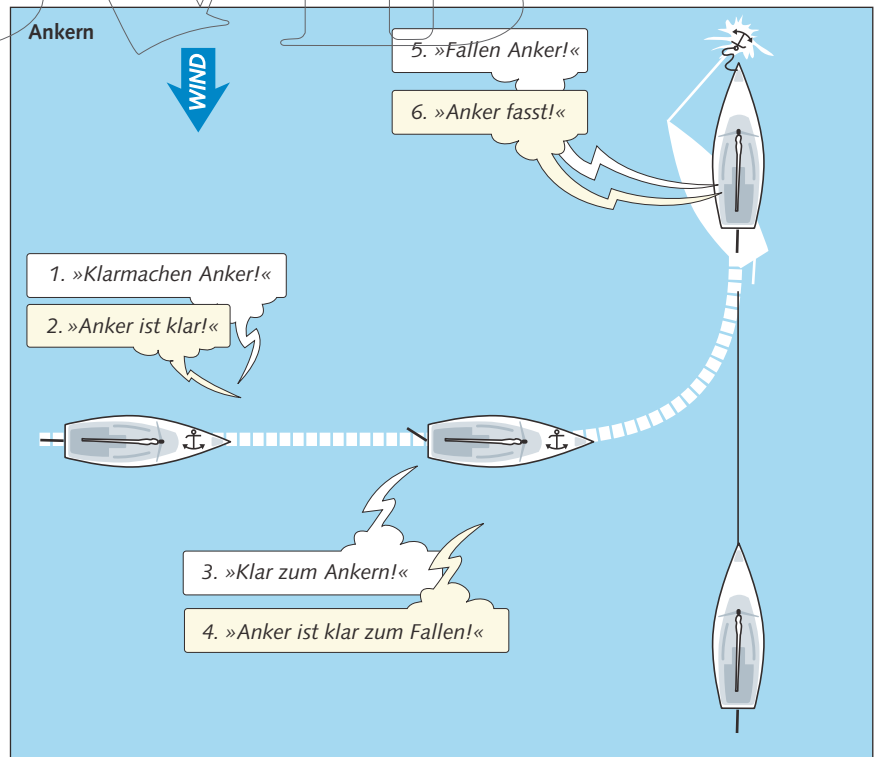 Ankern
WIND
5. »Fallen Anker!«
6. »Anker fasst!«
1. »Klarmachen Anker!«
2. »Anker ist klar!«
3. »Klar zum Ankern!«
4. »Anker ist klar zum Fallen!«